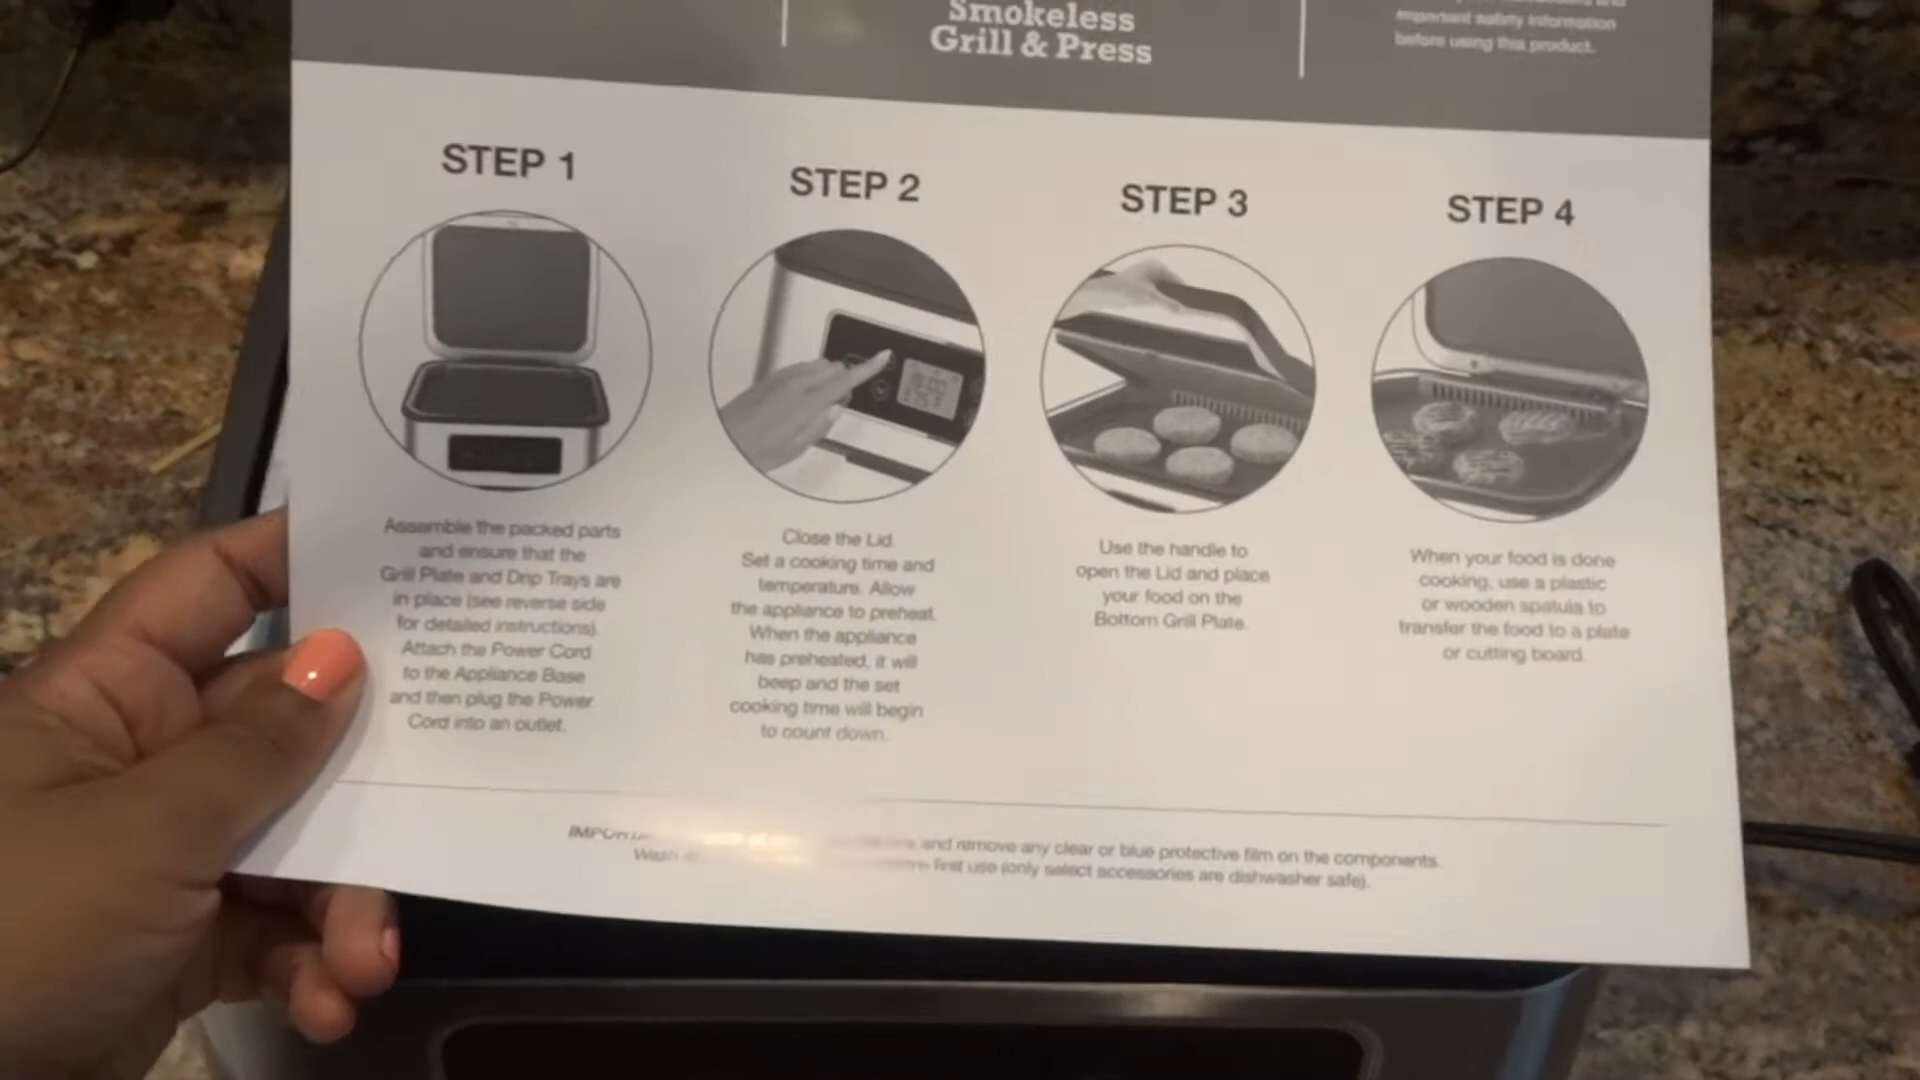 Smokeless
Grill & Press
important safety information
before using this product.
STEP 1
Assemble the packed parts
and ensure that the
Grill Plate and Drip Trays are
in place (see reverse side
for detailed instructions).
Attach the Power Cord
to the Appliance Base
and then plug the Power
Cord into an outlet.
STEP 2
Close the Lid.
Set a cooking time and
temperature. Allow
the appliance to preheat.
When the appliance
has preheated, it will
beep and the set
cooking time will begin
to count down.
STEP 3
Use the handle to
open the Lid and place
your food on the
Bottom Grill Plate.
STEP 4
When your food is done
cooking, use a plastic
or wooden spatula to
transfer the food to a plate
or cutting board.
and remove any clear or blue protective film on the components.
first use (only select accessories are dishwasher safe).